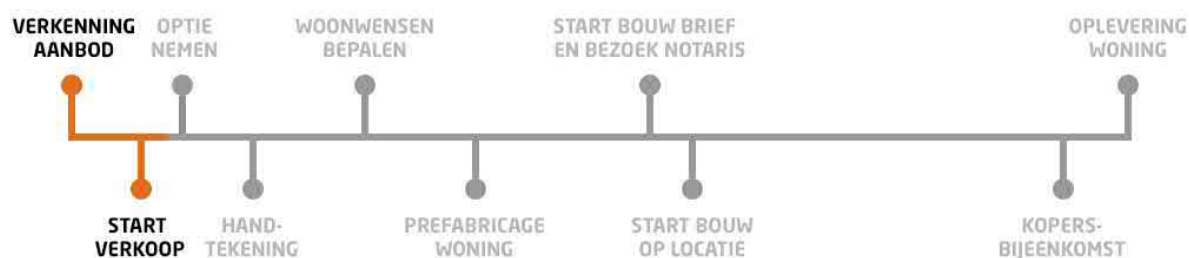 VERKENNING
AANBOD
OPTIE
NEMEN
WOONWENSEN
BEPALEN
START BOUW BRIEF
EN BEZOEK NOTARIS
OPLEVERING
WONING
START
VERKOOP
HAND-
TEKENING
PREFABRICAGE
WONING
START BOUW
OP LOCATIE
KOPERS-
BIJEENKOMST